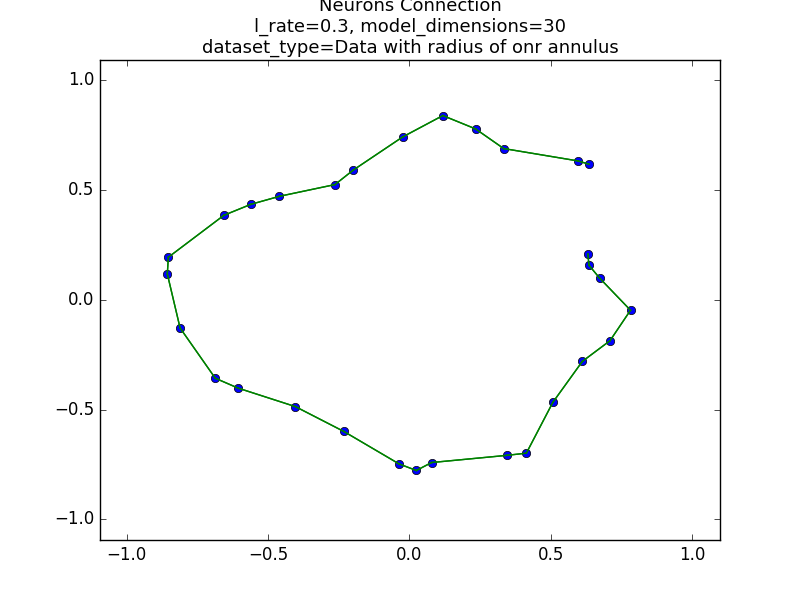 Neurons Connection
l_rate=0.3, model_dimensions=30
dataset_type=Data with radius of onr annulus
1.0
0.5
0.0
−0.5
−1.0
−1.0 −0.5 0.0 0.5 1.0